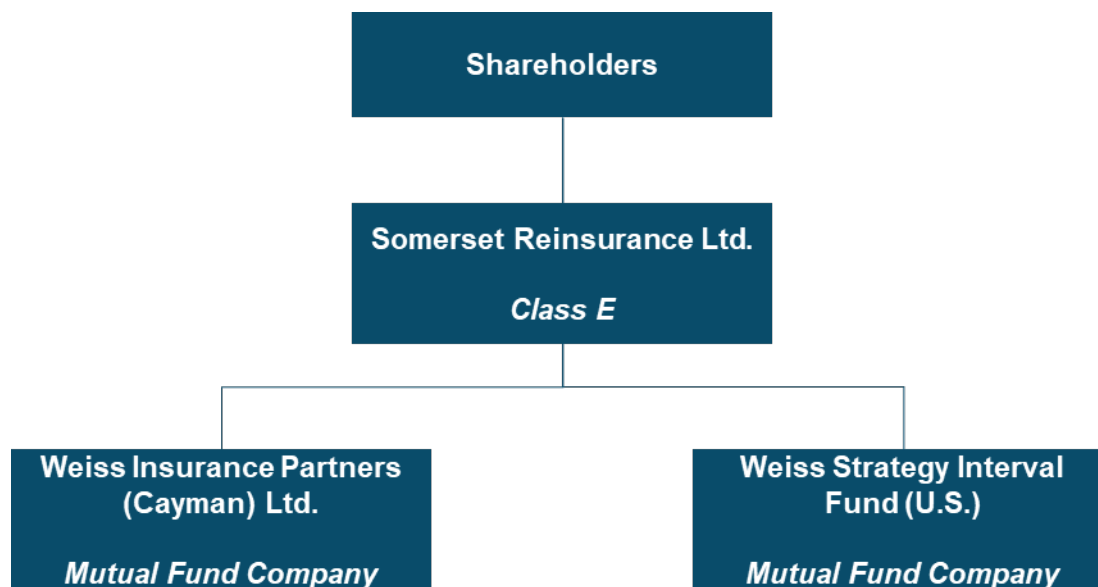 Shareholders
Somerset Reinsurance Ltd.
Class E
Weiss Insurance Partners
(Cayman) Ltd.
Mutual Fund Company
Weiss Strategy Interval
Fund (U.S.)
Mutual Fund Company